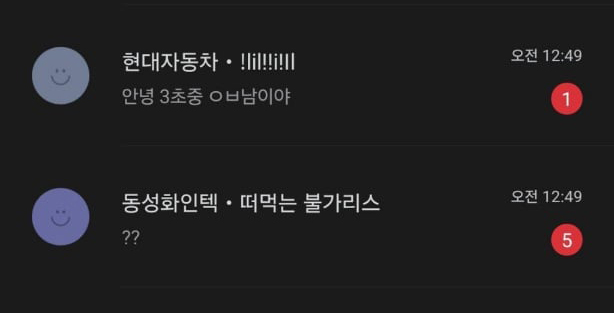 현대자동차 • !lil!!i!ll
오전 12:49
안녕 3초중 ㅇㅂ남이야
1
동성화인텍 • 떠먹는 불가리스
오전 12:49
??
5